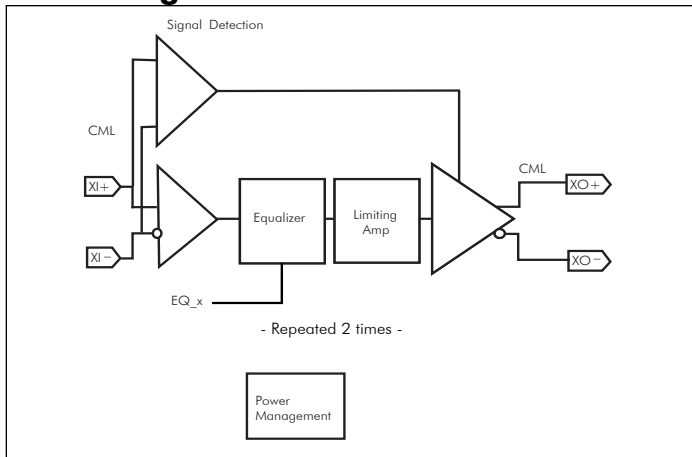 Signal Detection
CML
XI+
XI−
Equalizer
Limiting
Amp
CML
XO+
XO−
EQ_x
- Repeated 2 times -
Power
Management